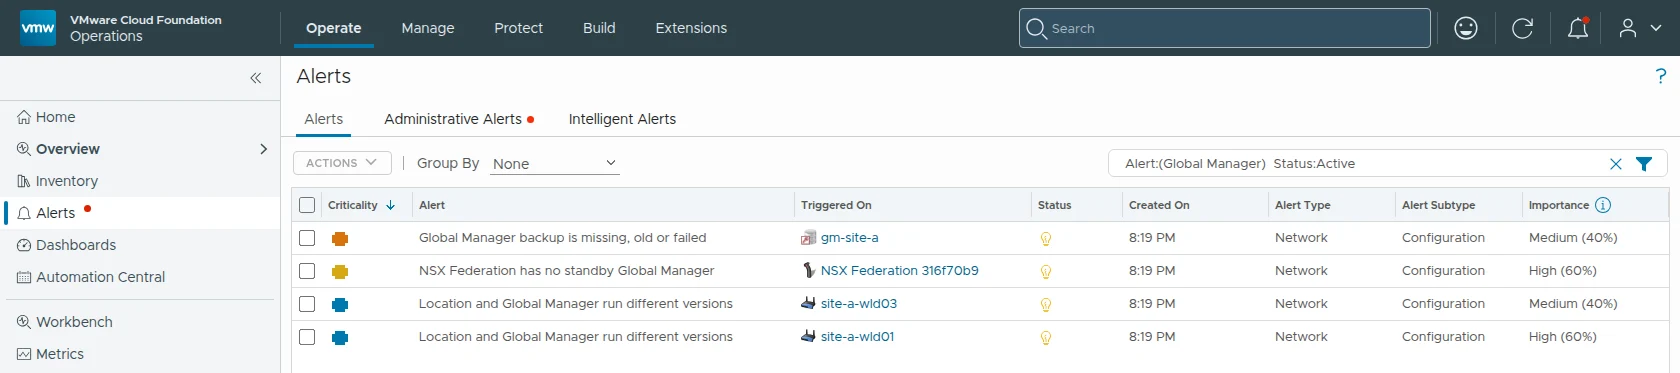 vmw
VMware Cloud Foundation
Operations
Operate Manage Protect Build Extensions
Search
Home
Overview
Inventory
Alerts
Dashboards
Automation Central
Workbench
Metrics
Alerts
?
Alerts Administrative Alerts Intelligent Alerts
ACTIONS | Group By None
Alert:(Global Manager) Status:Active
Criticality Alert Triggered On Status Created On Alert Type Alert Subtype Importance
Global Manager backup is missing, old or failed gm-site-a 8:19 PM Network Configuration Medium (40%)
NSX Federation has no standby Global Manager NSX Federation 316f70b9 8:19 PM Network Configuration High (60%)
Location and Global Manager run different versions site-a-wld03 8:19 PM Network Configuration Medium (40%)
Location and Global Manager run different versions site-a-wld01 8:19 PM Network Configuration High (60%)